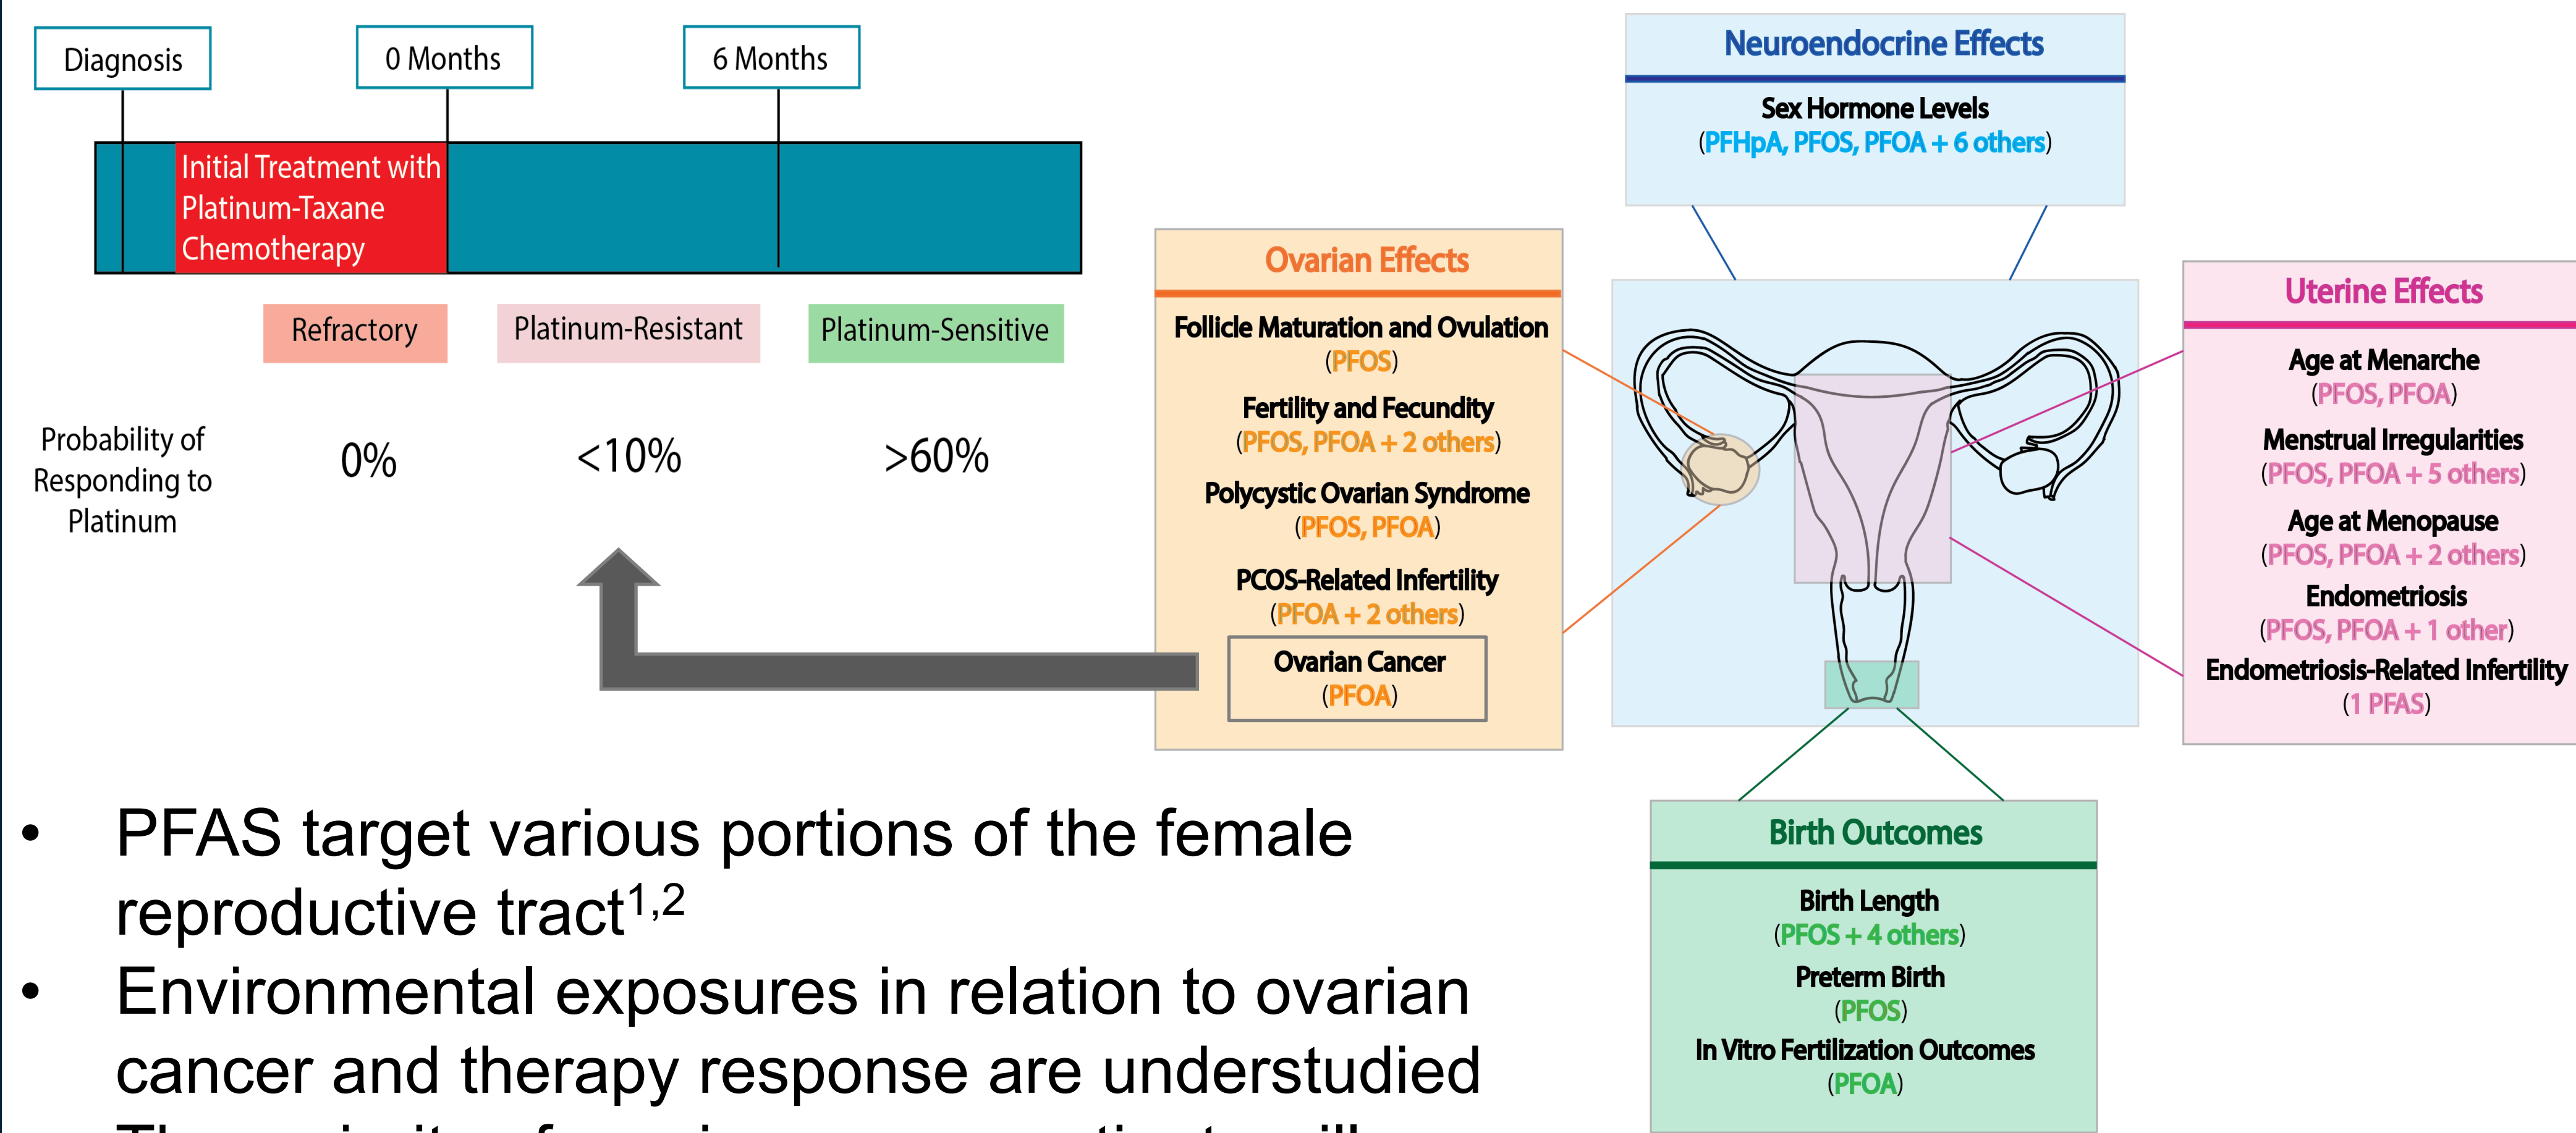 Diagnosis
0 Months
6 Months
Initial Treatment with
Platinum-Taxane
Chemotherapy
Refractory
Platinum-Resistant
Platinum-Sensitive
Probability of
Responding to
Platinum
0%
<10%
>60%
Neuroendocrine Effects
Sex Hormone Levels
(PFHpA, PFOS, PFOA + 6 others)
Ovarian Effects
Follicle Maturation and Ovulation
(PFOS)
Fertility and Fecundity
(PFOS, PFOA + 2 others)
Polycystic Ovarian Syndrome
(PFOS, PFOA)
PCOS-Related Infertility
(PFOA + 2 others)
Ovarian Cancer
(PFOA)
Uterine Effects
Age at Menarche
(PFOS, PFOA)
Menstrual Irregularities
(PFOS, PFOA + 5 others)
Age at Menopause
(PFOS, PFOA + 2 others)
Endometriosis
(PFOS, PFOA + 1 other)
Endometriosis-Related Infertility
(1 PFAS)
Birth Outcomes
Birth Length
(PFOS + 4 others)
Preterm Birth
(PFOS)
In Vitro Fertilization Outcomes
(PFOA)
• PFAS target various portions of the female
reproductive tract1,2
• Environmental exposures in relation to ovarian
cancer and therapy response are understudied